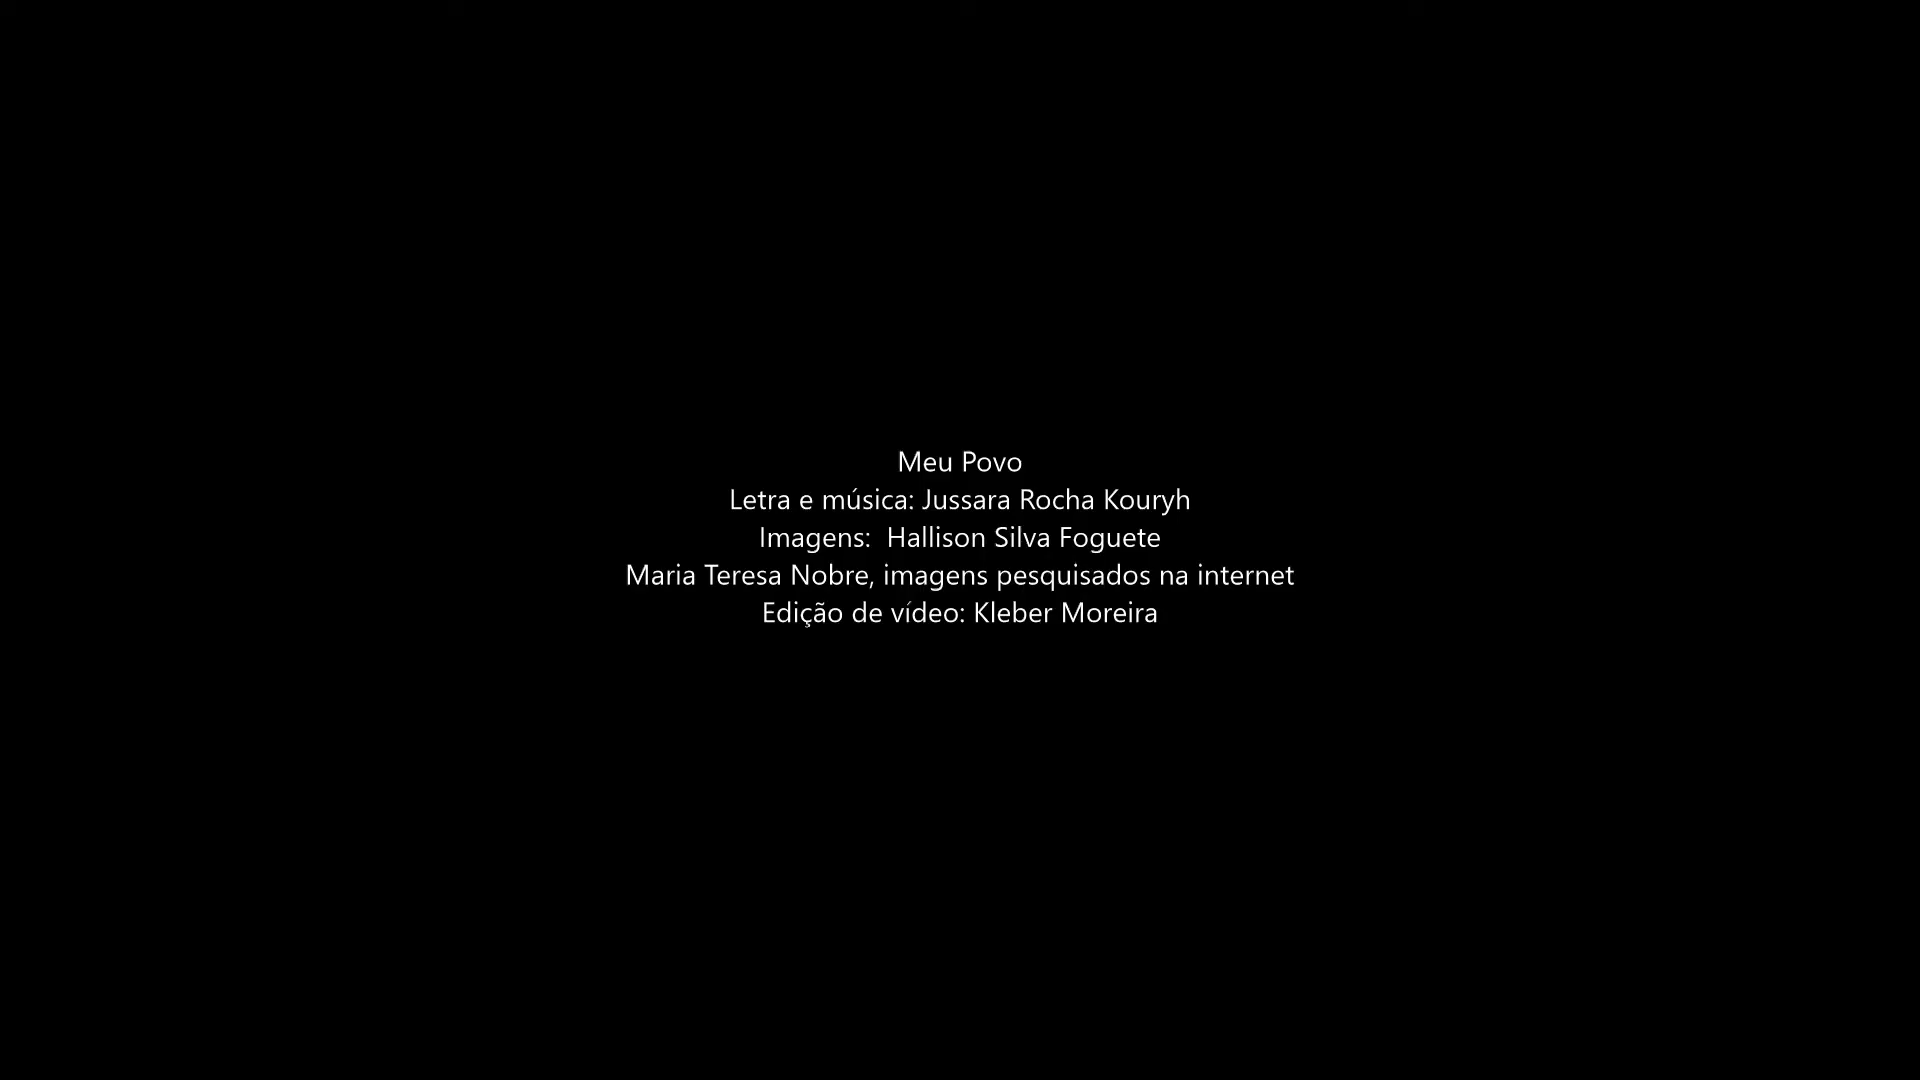 Meu Povo
Letra e música: Jussara Rocha Kouryh
Imagens:  Hallison Silva Foguete
Maria Teresa Nobre, imagens pesquisados na internet
Edição de vídeo: Kleber Moreira